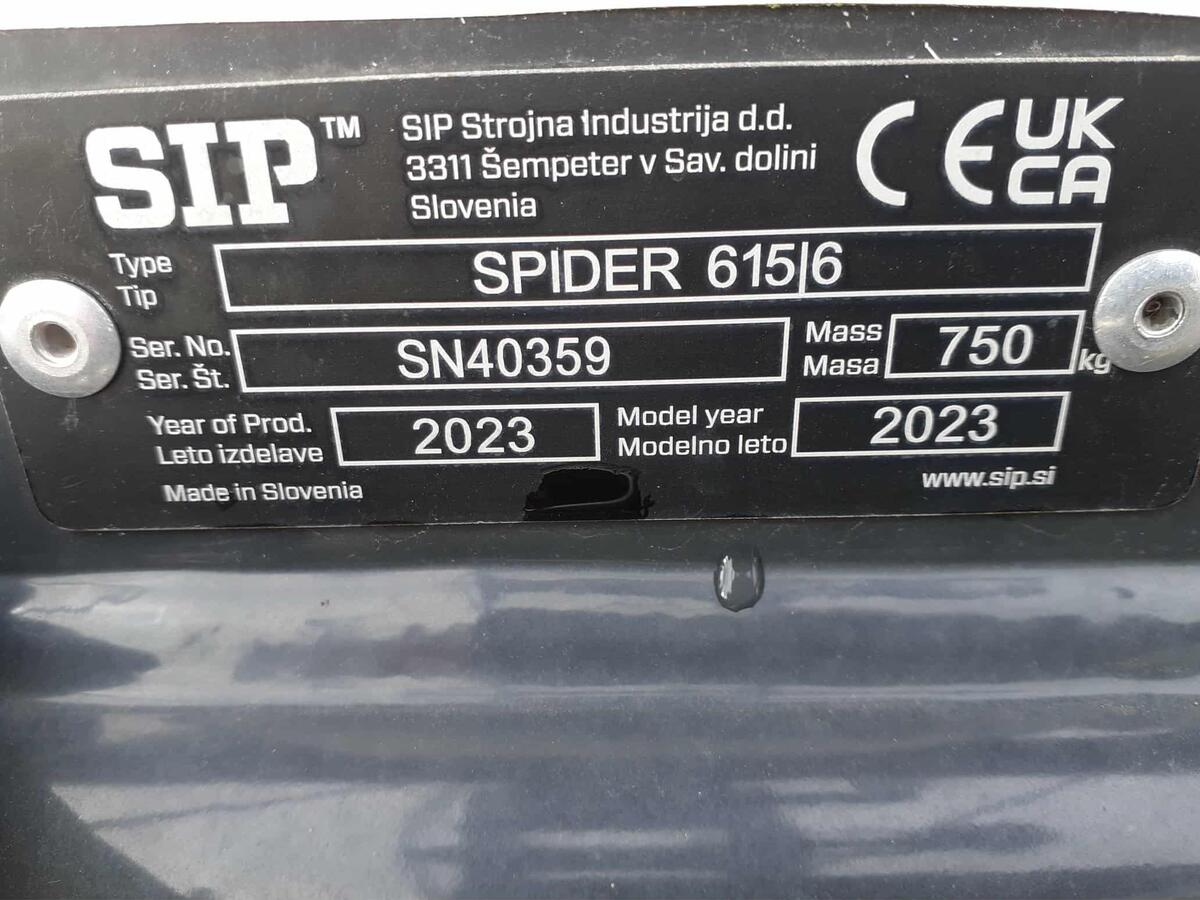 SIP™
SIP Strojna Industrija d.d.
3311 Šempeter v Sav. dolini
Slovenia
CE
UK
CA
Type
Tip
SPIDER 615|6
Ser. No.
Ser. Št.
SN40359
Mass
Masa
750
kg
Year of Prod.
Leto izdelave
2023
Model year
Modelno leto
2023
Made in Slovenia
www.sip.si